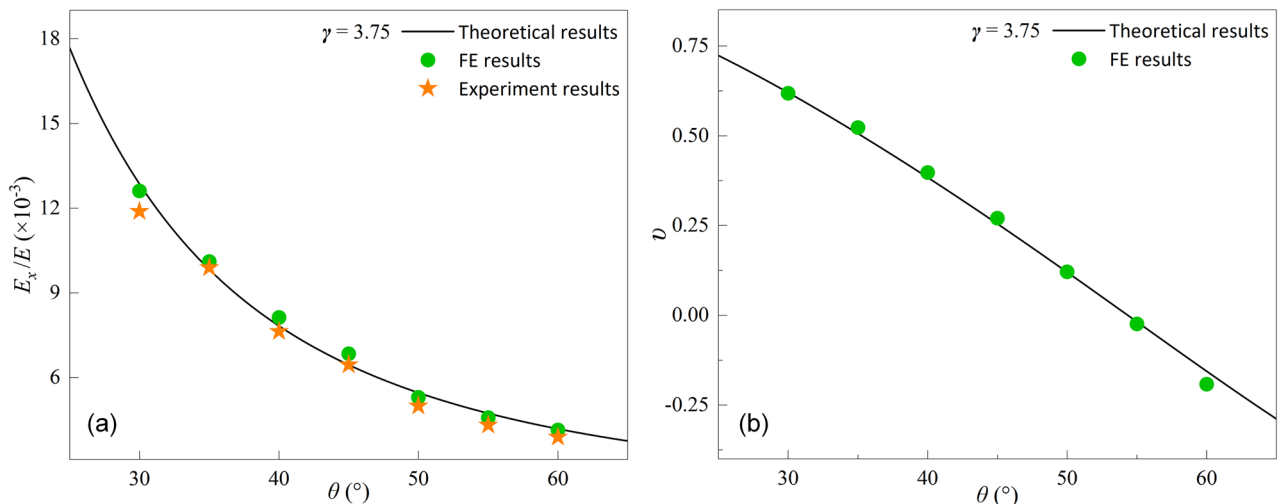 γ = 3.75 Theoretical results
FE results
Experiment results
18
15
12
9
6
E_x/E (×10⁻³)
(a)
30 40 50 60
θ (°)
γ = 3.75 Theoretical results
FE results
0.75
0.50
0.25
0.00
-0.25
υ
(b)
30 40 50 60
θ (°)